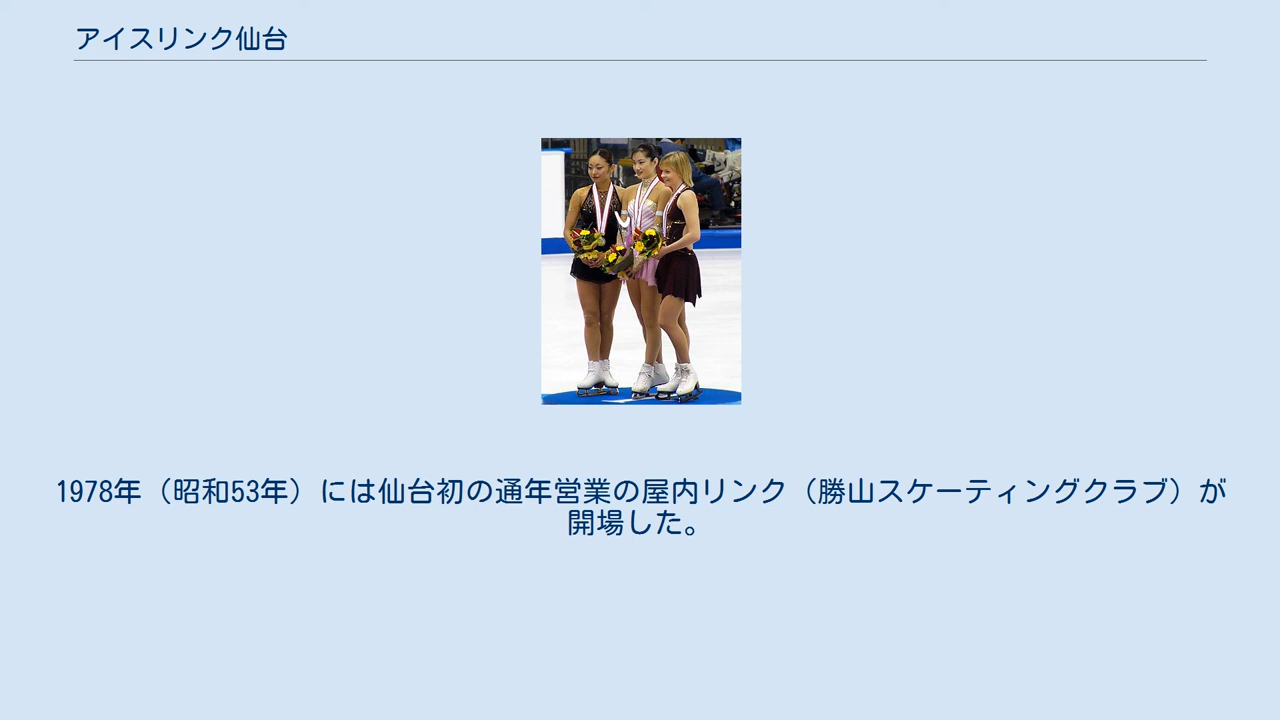 アイスリンク仙台
1978年（昭和53年）には仙台初の通年営業の屋内リンク（勝山スケーティングクラブ）が
開場した。